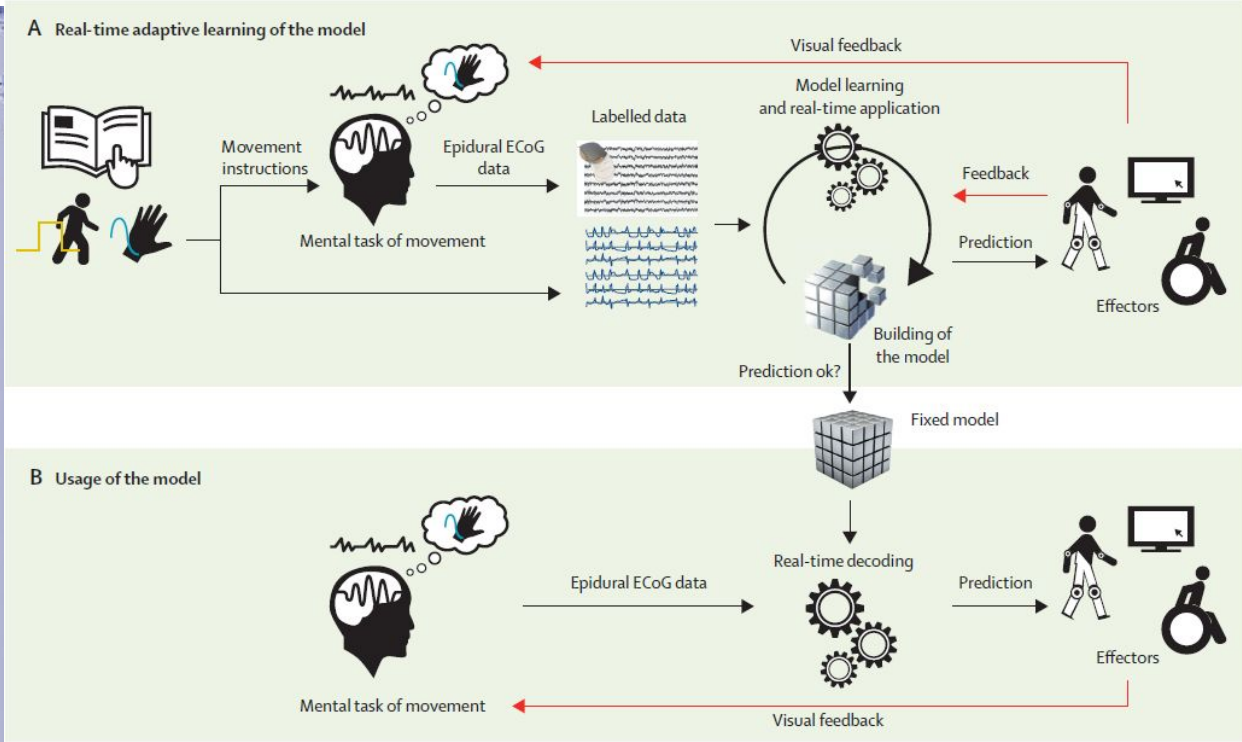 A Real-time adaptive learning of the model
Visual feedback
Model learning
and real-time application
Labelled data
Movement
instructions
Epidural ECoG
data
Feedback
Mental task of movement
Prediction
Effectors
Building of
the model
Prediction ok?
Fixed model
B Usage of the model
Real-time decoding
Epidural ECoG data
Prediction
Effectors
Mental task of movement
Visual feedback